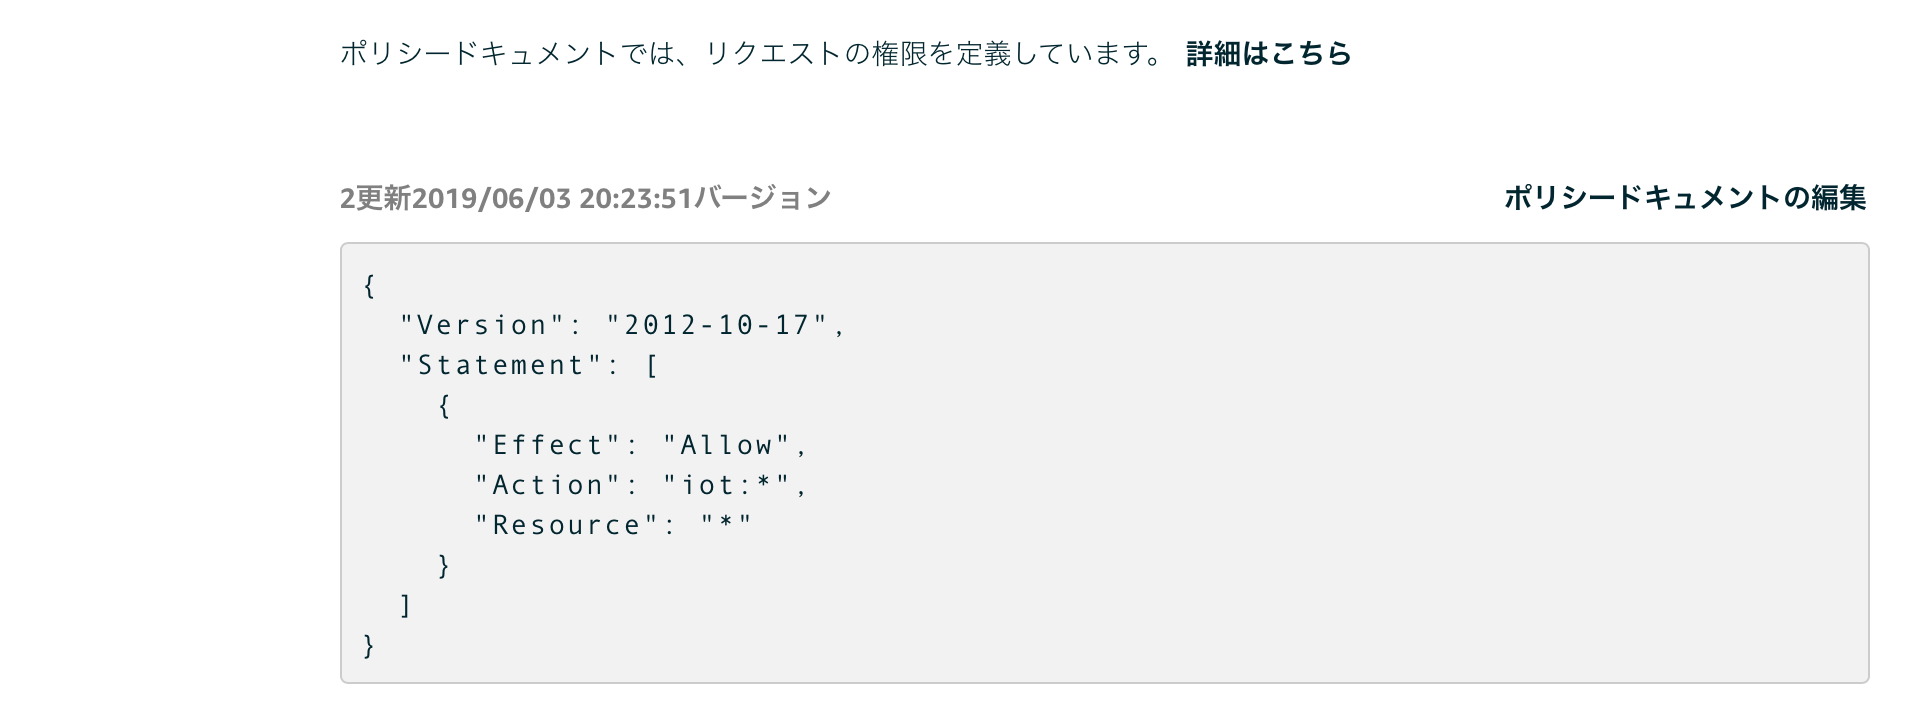 ポリシードキュメントでは、リクエストの権限を定義しています。 詳細はこちら
2更新2019/06/03 20:23:51バージョン ポリシードキュメントの編集
{
  "Version": "2012-10-17",
  "Statement": [
    {
      "Effect": "Allow",
      "Action": "iot:*",
      "Resource": "*"
    }
  ]
}